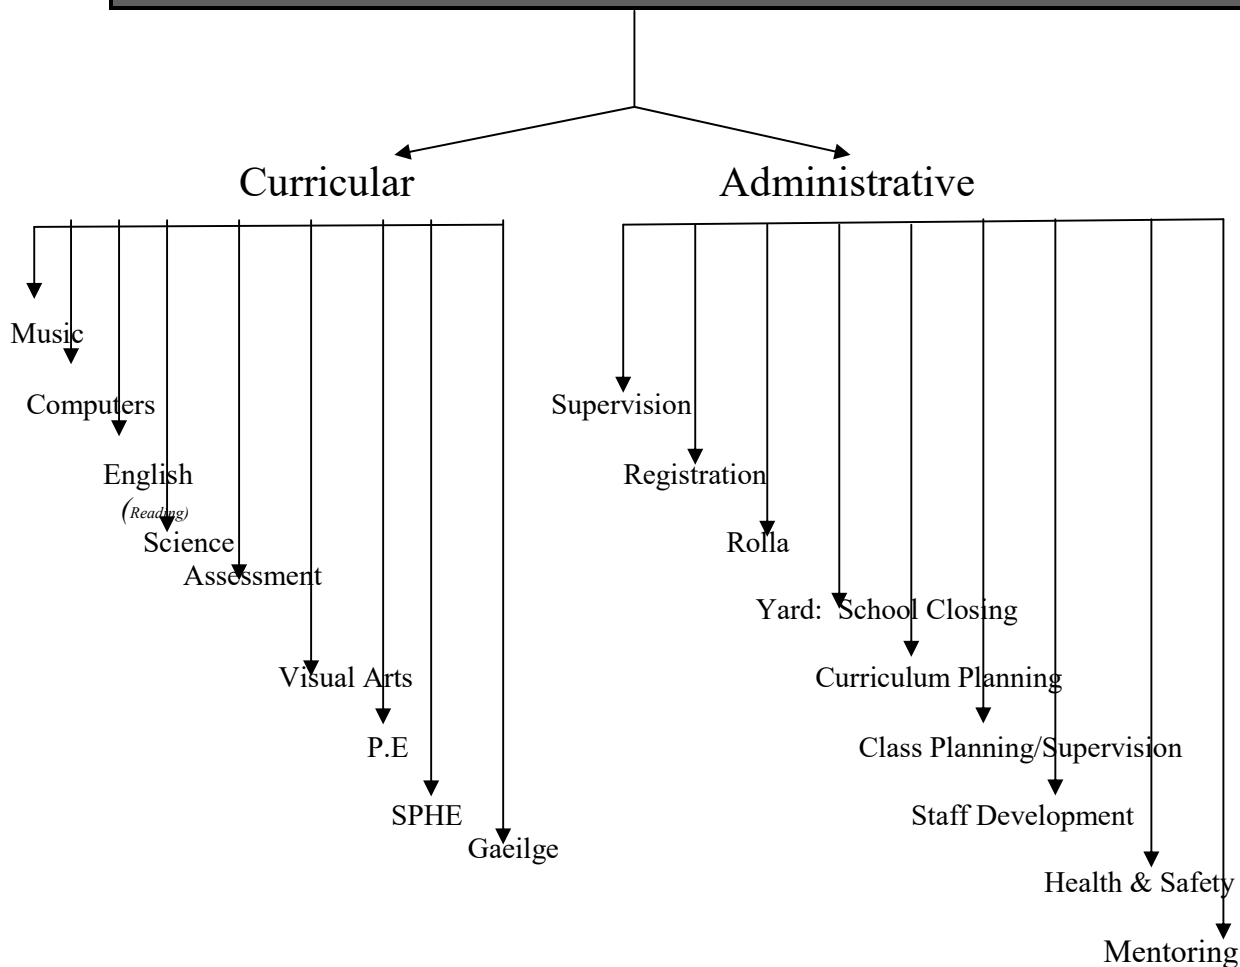 Curricular
Administrative
Music
Computers
English
(Reading)
Science
Assessment
Visual Arts
P.E
SPHE
Gaeilge
Supervision
Registration
Rolla
Yard: School Closing
Curriculum Planning
Class Planning/Supervision
Staff Development
Health & Safety
Mentoring